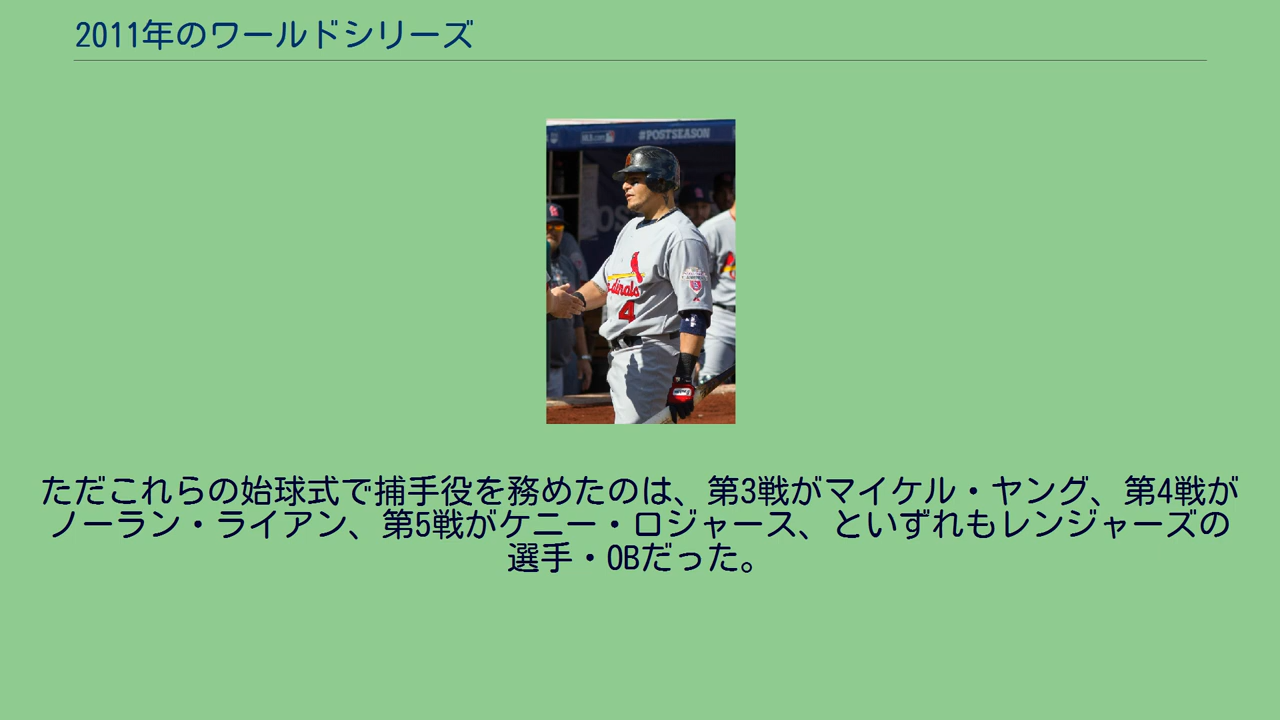 2011年のワールドシリーズ
#POSTSEASON
Cardinals
4
ただこれらの始球式で捕手役を務めたのは、第3戦がマイケル・ヤング、第4戦が
ノーラン・ライアン、第5戦がケニー・ロジャース、といずれもレンジャーズの
選手・OBだった。